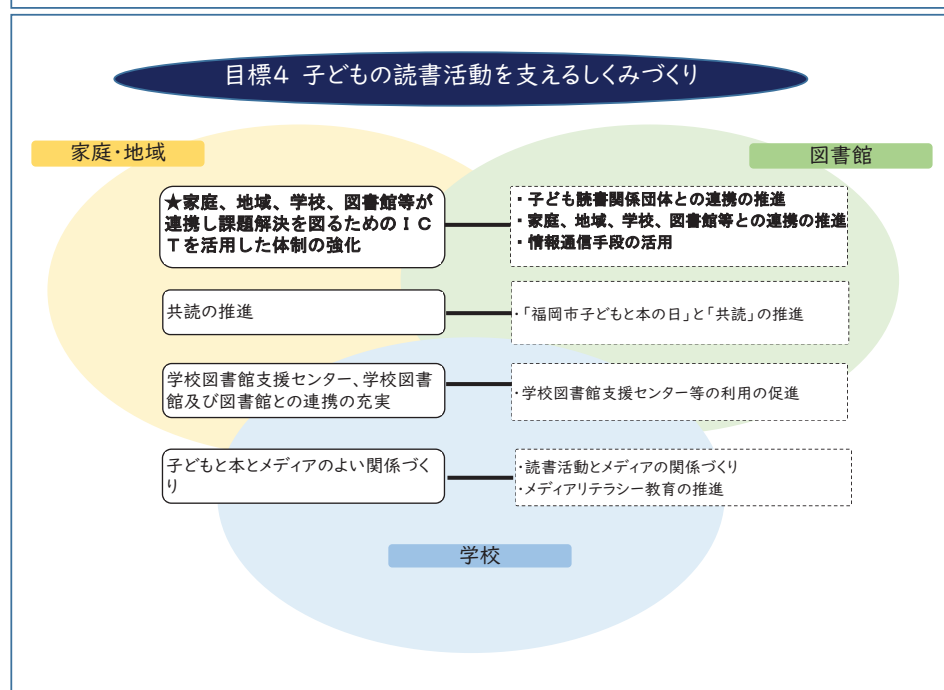 目標4 子どもの読書活動を支えるしくみづくり
家庭・地域
図書館
★家庭、地域、学校、図書館等が
連携し課題解決を図るためのＩＣ
Ｔを活用した体制の強化
・子ども読書関係団体との連携の推進
・家庭、地域、学校、図書館等との連携の推進
・情報通信手段の活用
共読の推進
・「福岡市子どもと本の日」と「共読」の推進
学校図書館支援センター、学校図書
館及び図書館との連携の充実
・学校図書館支援センター等の利用の促進
子どもと本とメディアのよい関係づく
り
・読書活動とメディアの関係づくり
・メディアリテラシー教育の推進
学校